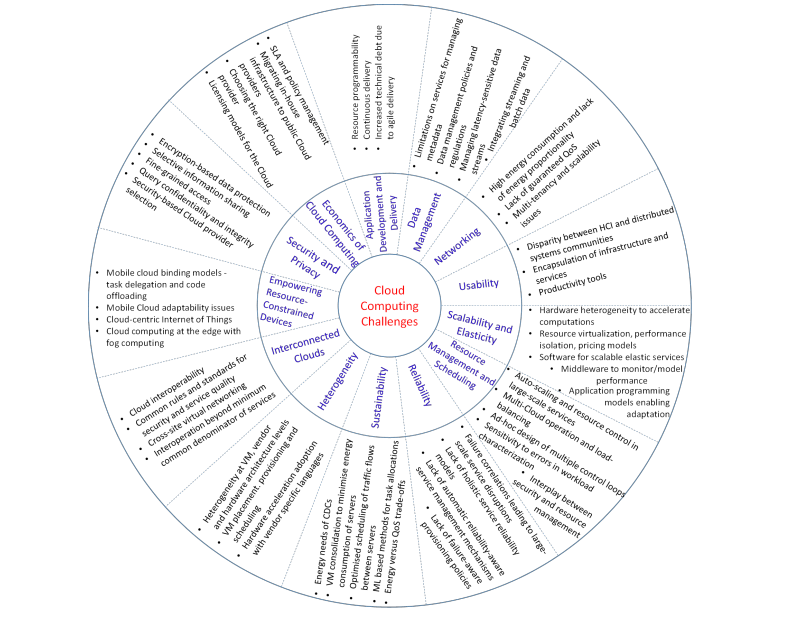 Cloud
Computing
Challenges
Application
Development and
Delivery
• Resource programmability
• Continuous delivery
• Increased technical debt due
to agile delivery
Data
Management
• Limitations on services for managing
metadata
• Data management policies and
regulations
• Managing latency-sensitive data
streams
• Integrating streaming and
batch data
Networking
• High energy consumption and lack
of energy proportionality
• Lack of guaranteed QoS
• Multi-tenancy and scalability
issues
Usability
• Disparity between HCI and distributed
systems communities
• Encapsulation of infrastructure and
services
• Productivity tools
Scalability and
Elasticity
• Hardware heterogeneity to accelerate
computations
• Resource virtualization, performance
isolation, pricing models
• Software for scalable elastic services
• Middleware to monitor/model
performance
• Application programming
models enabling
adaptation
Resource
Management and
Scheduling
• Auto-scaling and resource control in
large-scale services
• Multi-Cloud operation and load-
balancing
• Ad-hoc design of multiple control loops
• Sensitivity to errors in workload
characterization
• Interplay between
security and resource
management
Reliability
• Failure correlations leading to large-
scale service disruptions
• Lack of holistic service reliability
models
• Lack of automatic reliability-aware
service management mechanisms
• Lack of failure-aware
provisioning policies
Sustainability
• Energy needs of CDCs
• VM consolidation to minimise energy
consumption of servers
• Optimised scheduling of traffic flows
between servers
• ML based methods for task allocations
• Energy versus QoS trade-offs
Heterogeneity
• Heterogeneity at VM, vendor
and hardware architecture levels
• VM placement, provisioning and
scheduling
• Hardware acceleration adoption
with vendor specific languages
Interconnected
Clouds
• Cloud interoperability
• Common rules and standards for
security and service quality
• Cross-site virtual networking
• Interoperation beyond minimum
common denominator of services
Empowering
Resource-
Constrained
Devices
• Mobile cloud binding models -
task delegation and code
offloading
• Mobile Cloud adaptability issues
• Cloud-centric Internet of Things
• Cloud computing at the edge with
fog computing
Security and
Privacy
• Encryption-based data protection
• Selective information sharing
• Fine-grained access
• Query confidentiality and integrity
• Security-based Cloud provider
selection
Economics of
Cloud Computing
• SLA and policy management
• Migrating in-house
infrastructure to public Cloud
providers
• Choosing the right Cloud
provider
• Licensing models for the Cloud